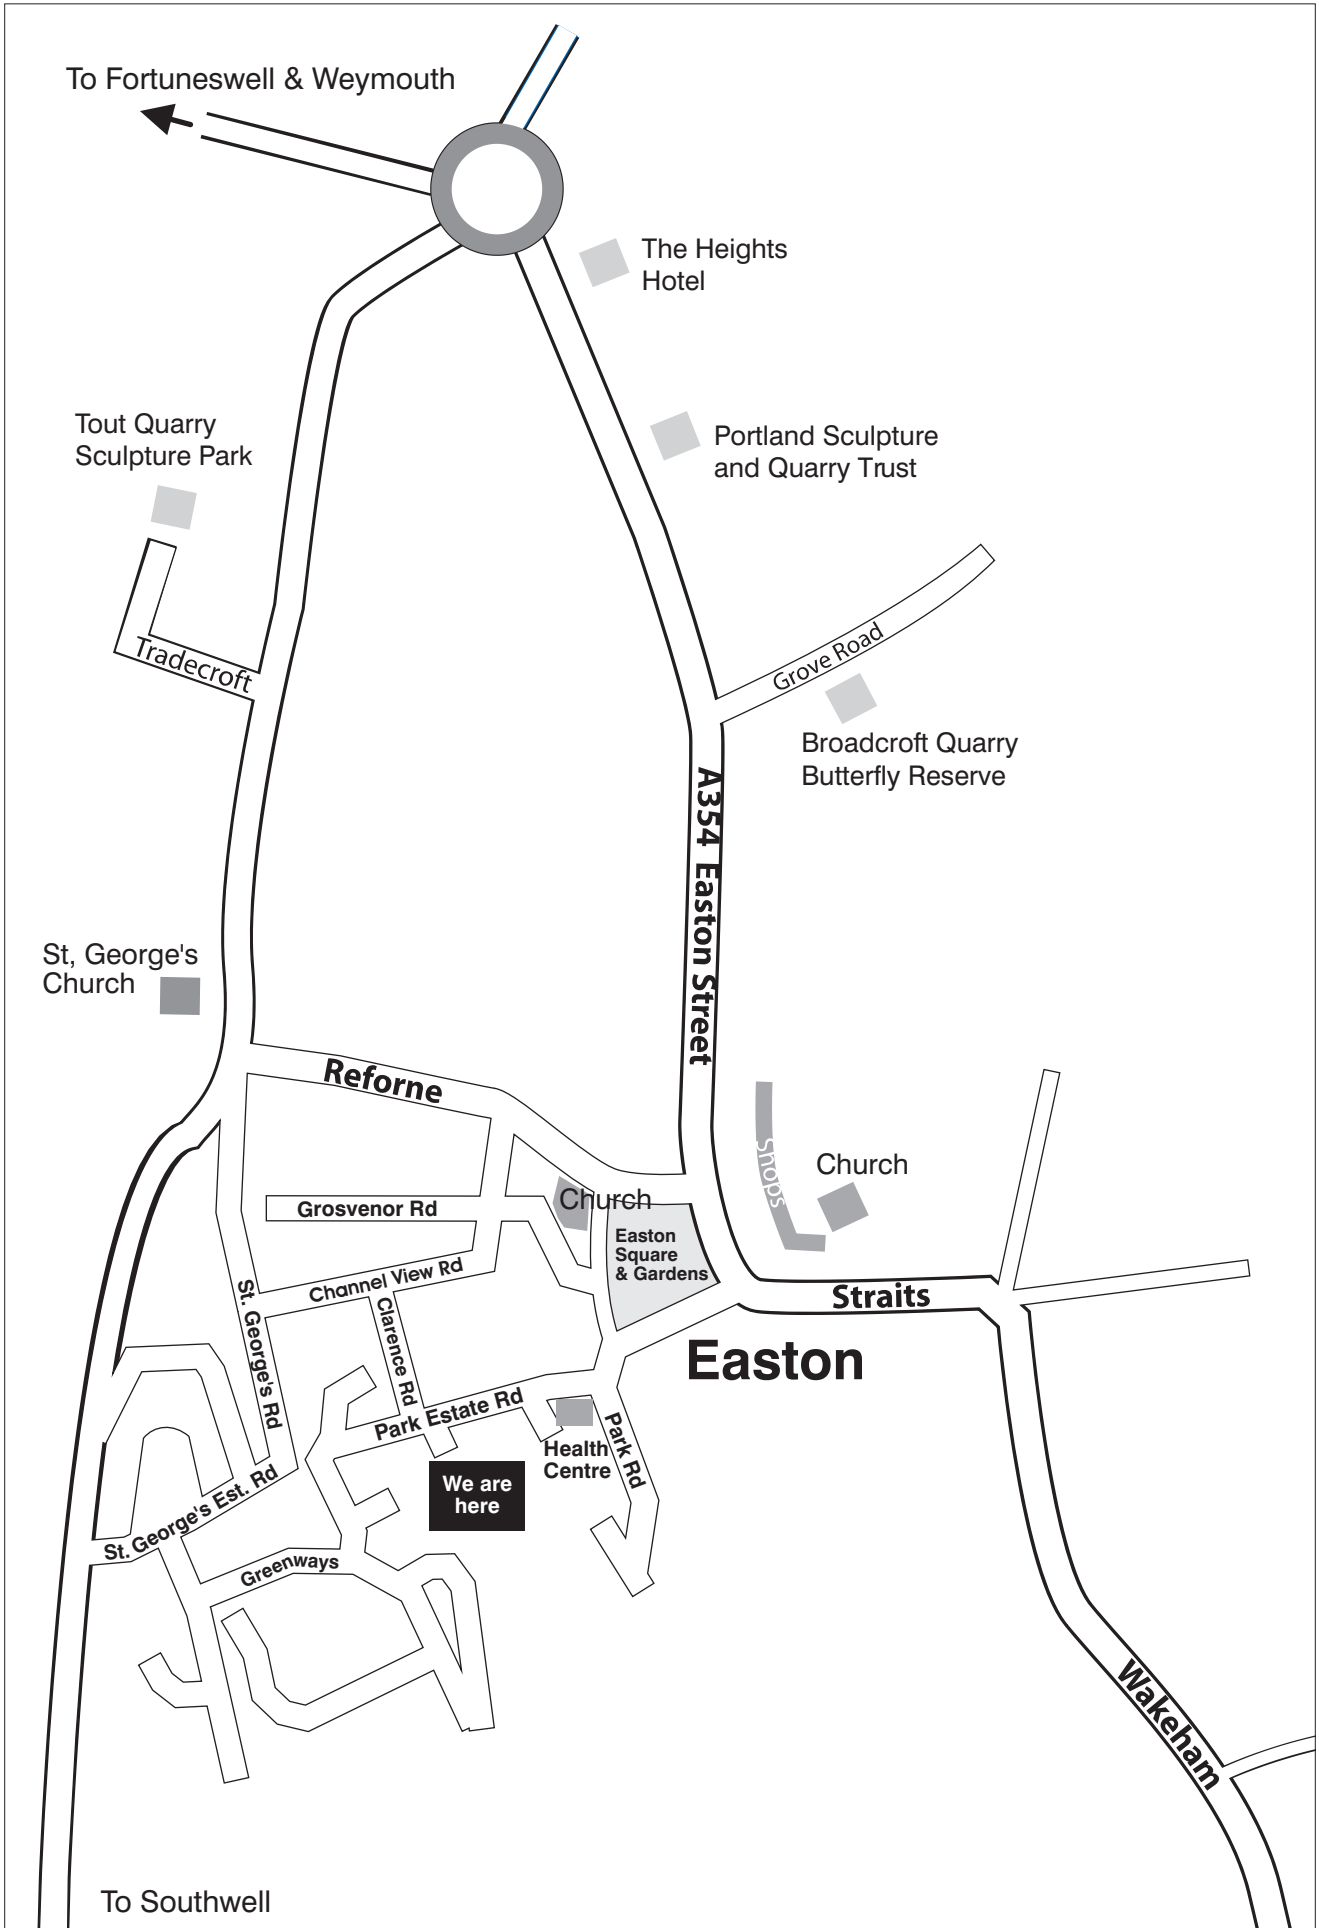 To Fortuneswell & Weymouth
The Heights
Hotel
Tout Quarry
Sculpture Park
Portland Sculpture
and Quarry Trust
Tradecroft
Grove Road
Broadcroft Quarry
Butterfly Reserve
A354 Easton Street
St, George's
Church
Reforne
Shops
Church
Church
Grosvenor Rd
Easton
Square
& Gardens
Channel View Rd
St. George's Rd
Clarence Rd
Straits
Easton
Park Estate Rd
Park Rd
Health
Centre
We are
here
St. George's Est. Rd
Greenways
Wakeham
To Southwell